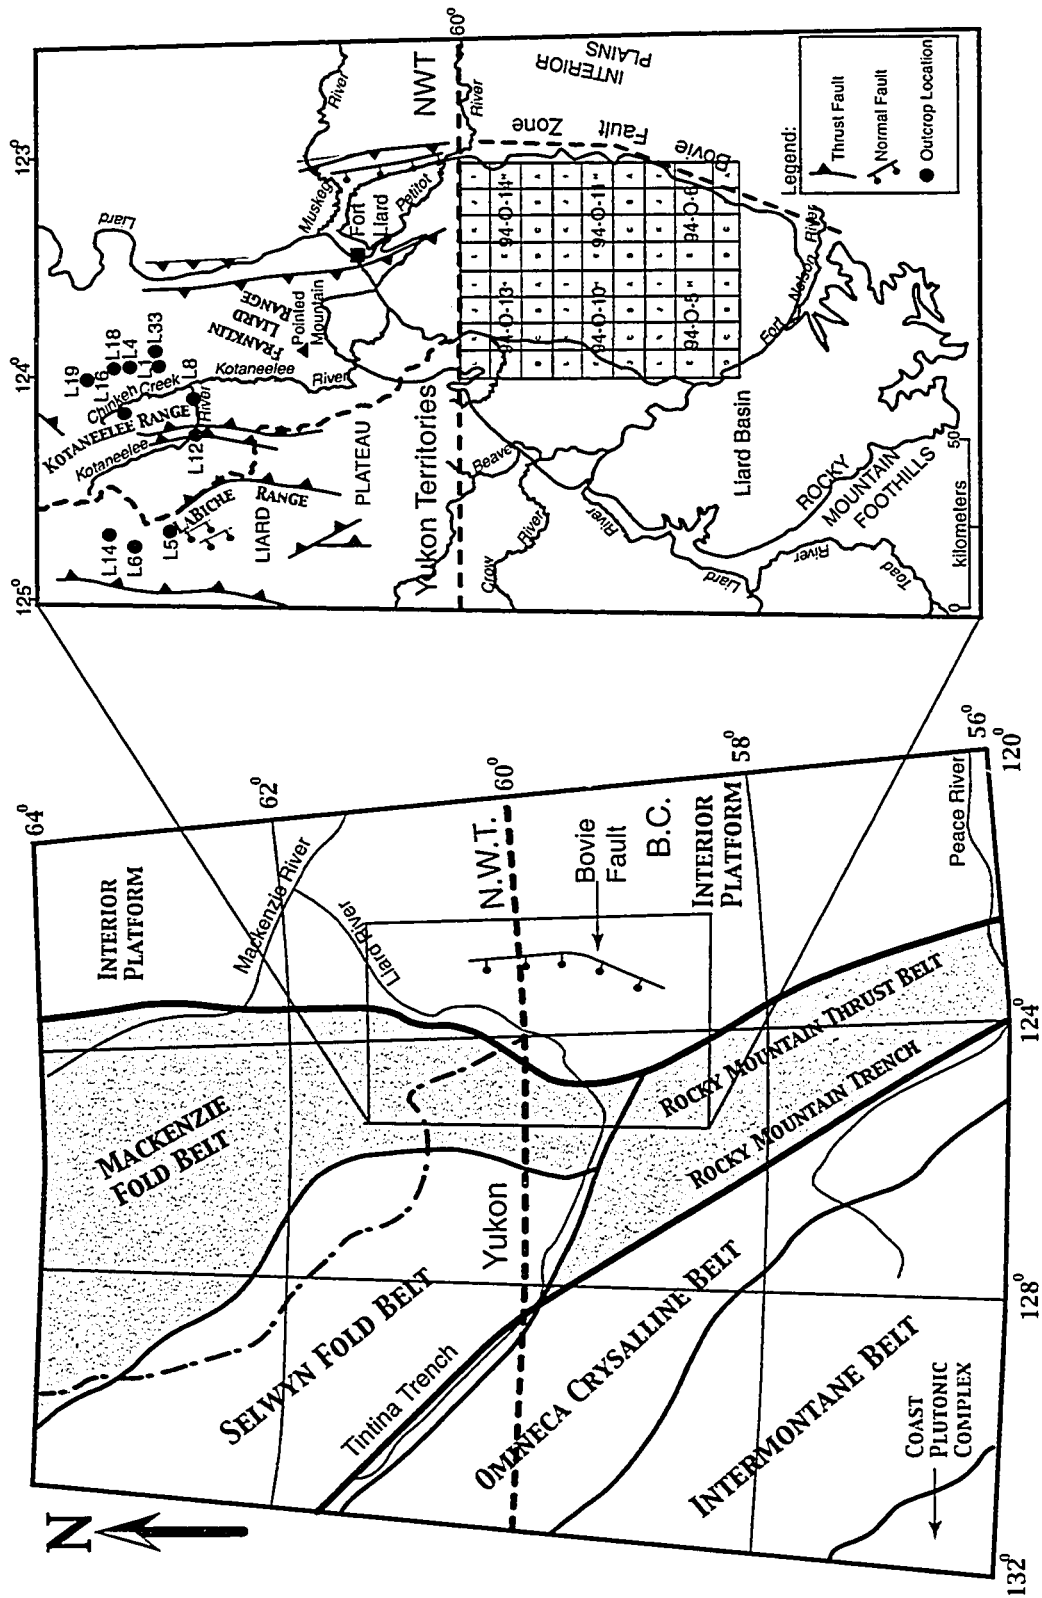 N
64°
62°
60°
58°
56°
120°
124°
128°
132°
INTERIOR
PLATFORM
Mackenzie River
Liard River
MACKENZIE
FOLD BELT
N.W.T.
Bovie
Fault
B.C.
INTERIOR
PLATFORM
Peace River
Yukon
SELWYN FOLD BELT
Tintina Trench
ROCKY MOUNTAIN THRUST BELT
ROCKY MOUNTAIN TRENCH
OMINECA CRYSALLINE BELT
INTERMONTANE BELT
COAST
PLUTONIC
COMPLEX
125°
124°
123°
60°
Liard
L19
L18
L16
L4
L1
L33
L8
L12
L14
L6
L5
Chinkeh Creek
KOTANEELEE RANGE
Kotaneelee
River
Kotaneelee
River
LABICHE
RANGE
LIARD
PLATEAU
FRANKLIN
LIARD
RANGE
Pointed
Mountain
Muskeg
River
Fort
Liard
Petitot
River
NWT
Yukon Territories
INTERIOR
PLAINS
Bovie
Fault
Zone
94-O-13
94-O-14
94-O-10
94-O-11
94-O-5
94-O-6
Beaver
Crow
River
River
Liard
Liard Basin
Fort
Nelson
River
ROCKY
MOUNTAIN
FOOTHILLS
Toad
River
0
50
kilometers
Legend:
Thrust Fault
Normal Fault
Outcrop Location